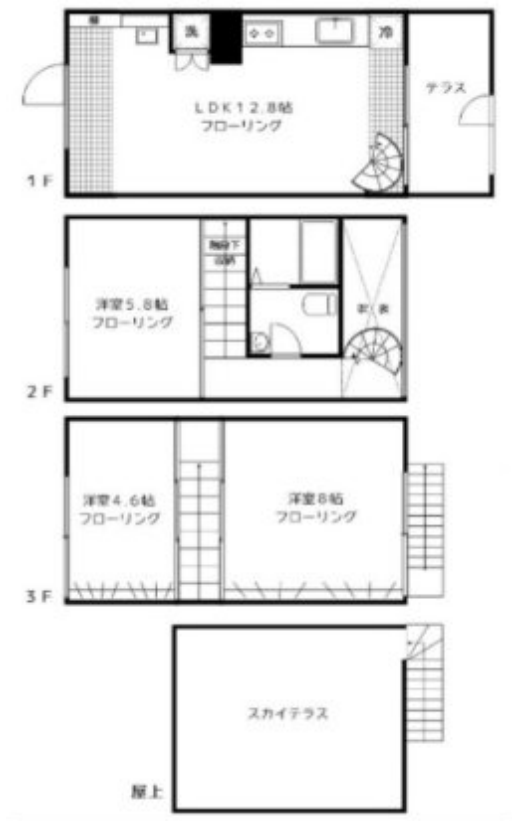 棚
洗
冷
LDK12.8帖
フローリング
テラス
1F
階段下
収納
洋室5.8帖
フローリング
吹抜
2F
洋室4.6帖
フローリング
洋室8帖
フローリング
3F
スカイテラス
屋上